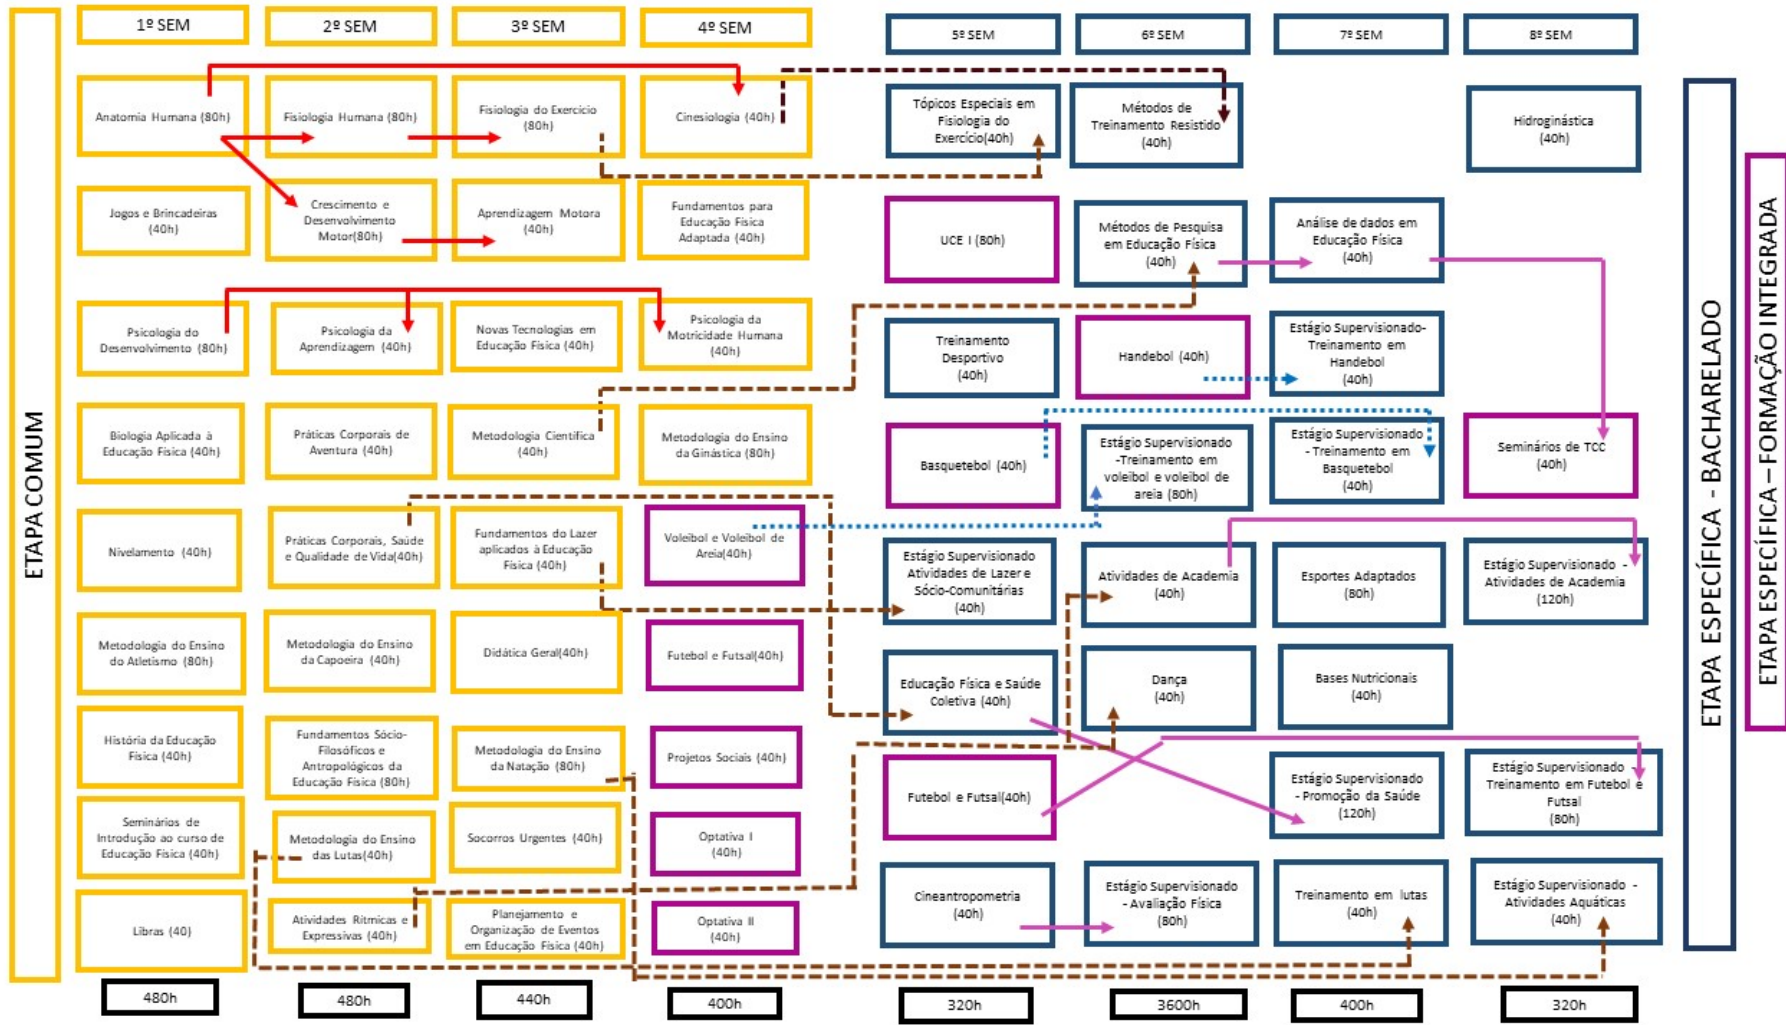 ETAPA COMUM
1º SEM
Anatomia Humana (80h)
Jogos e Brincadeiras
(40h)
Psicologia do
Desenvolvimento (80h)
Biologia Aplicada à
Educação Física (40h)
Nivelamento (40h)
Metodologia do Ensino
do Atletismo (80h)
História da Educação
Física (40h)
Seminários de
Introdução ao curso de
Educação Física (40h)
Libras (40)
480h
2º SEM
Fisiologia Humana (80h)
Crescimento e
Desenvolvimento
Motor(80h)
Psicologia da
Aprendizagem (40h)
Práticas Corporais de
Aventura (40h)
Práticas Corporais, Saúde
e Qualidade de Vida(40h)
Metodologia do Ensino
da Capoeira (40h)
Fundamentos Sócio-
Filosóficos e
Antropológicos da
Educação Física (80h)
Metodologia do Ensino
das Lutas(40h)
Atividades Rítmicas e
Expressivas (40h)
480h
3º SEM
Fisiologia do Exercício
(80h)
Aprendizagem Motora
(40h)
Novas Tecnologias em
Educação Física (40h)
Metodologia Científica
(40h)
Fundamentos do Lazer
aplicados à Educação
Física (40h)
Didática Geral(40h)
Metodologia do Ensino
da Natação (80h)
Socorros Urgentes (40h)
Planejamento e
Organização de Eventos
em Educação Física (40h)
440h
4º SEM
Cinesiologia (40h)
Fundamentos para
Educação Física
Adaptada (40h)
Psicologia da
Motricidade Humana
(40h)
Metodologia do Ensino
da Ginástica (80h)
Voleibol e Voleibol de
Areia(40h)
Futebol e Futsal(40h)
Projetos Sociais (40h)
Optativa I
(40h)
Optativa II
(40h)
400h
5º SEM
Tópicos Especiais em
Fisiologia do
Exercício(40h)
UCE I (80h)
Treinamento
Desportivo
(40h)
Basquetebol (40h)
Estágio Supervisionado
Atividades de Lazer e
Sócio-Comunitárias
(40h)
Educação Física e Saúde
Coletiva (40h)
Futebol e Futsal(40h)
Cineantropometria
(40h)
320h
6º SEM
Métodos de
Treinamento Resistido
(40h)
Métodos de Pesquisa
em Educação Física
(40h)
Handebol (40h)
Estágio Supervisionado
-Treinamento em
voleibol e voleibol de
areia (80h)
Atividades de Academia
(40h)
Dança
(40h)
Estágio Supervisionado
- Avaliação Física
(80h)
3600h
7º SEM
Análise de dados em
Educação Física
(40h)
Estágio Supervisionado-
Treinamento em
Handebol
(40h)
Estágio Supervisionado
- Treinamento em
Basquetebol
(40h)
Esportes Adaptados
(80h)
Bases Nutricionais
(40h)
Estágio Supervisionado
- Promoção da Saúde
(120h)
Treinamento em lutas
(40h)
400h
8º SEM
Hidroginástica
(40h)
Seminários de TCC
(40h)
Estágio Supervisionado -
Atividades de Academia
(120h)
Estágio Supervisionado -
Treinamento em Futebol e
Futsal
(80h)
Estágio Supervisionado -
Atividades Aquáticas
(40h)
320h
ETAPA ESPECÍFICA - BACHARELADO
ETAPA ESPECÍFICA – FORMAÇÃO INTEGRADA